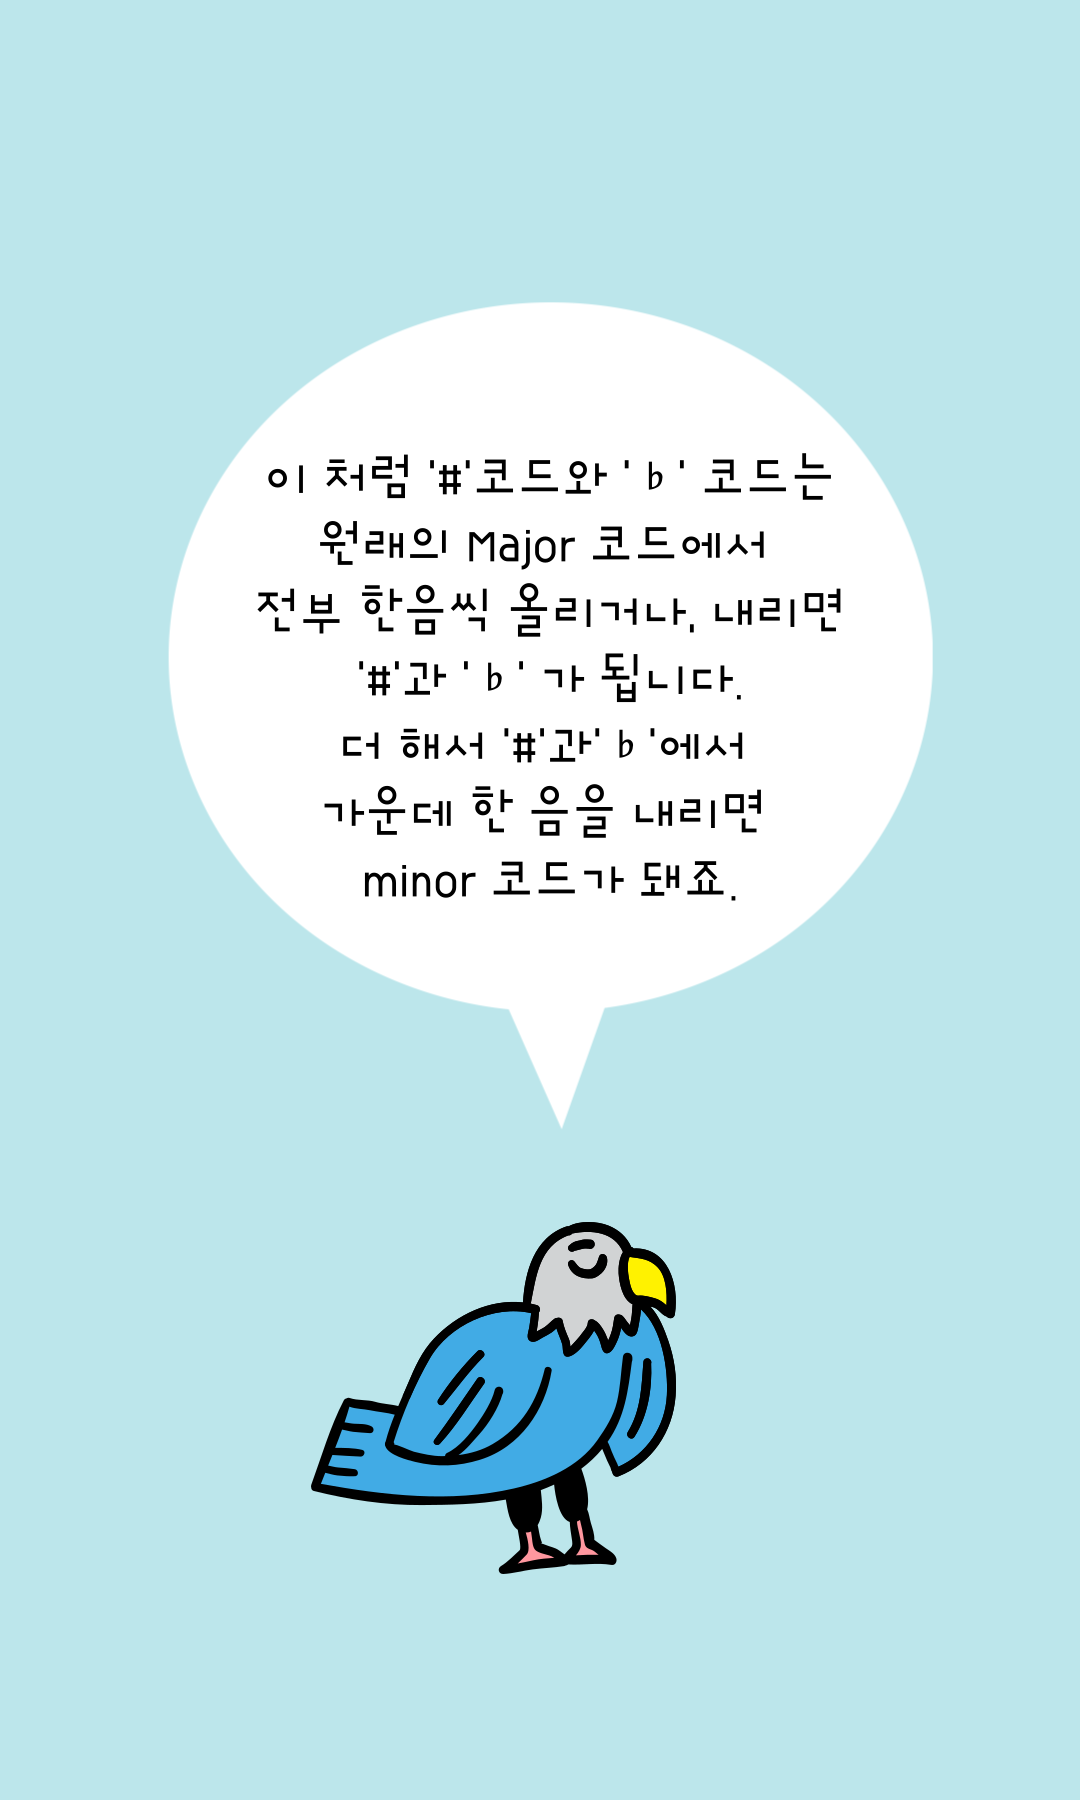 이 처럼 '#'코드와 '♭' 코드는
원래의 Major 코드에서
전부 한음씩 올리거나, 내리면
'#'과 '♭' 가 됩니다.
더 해서 '#'과'♭'에서
가운데 한 음을 내리면
minor 코드가 돼죠.